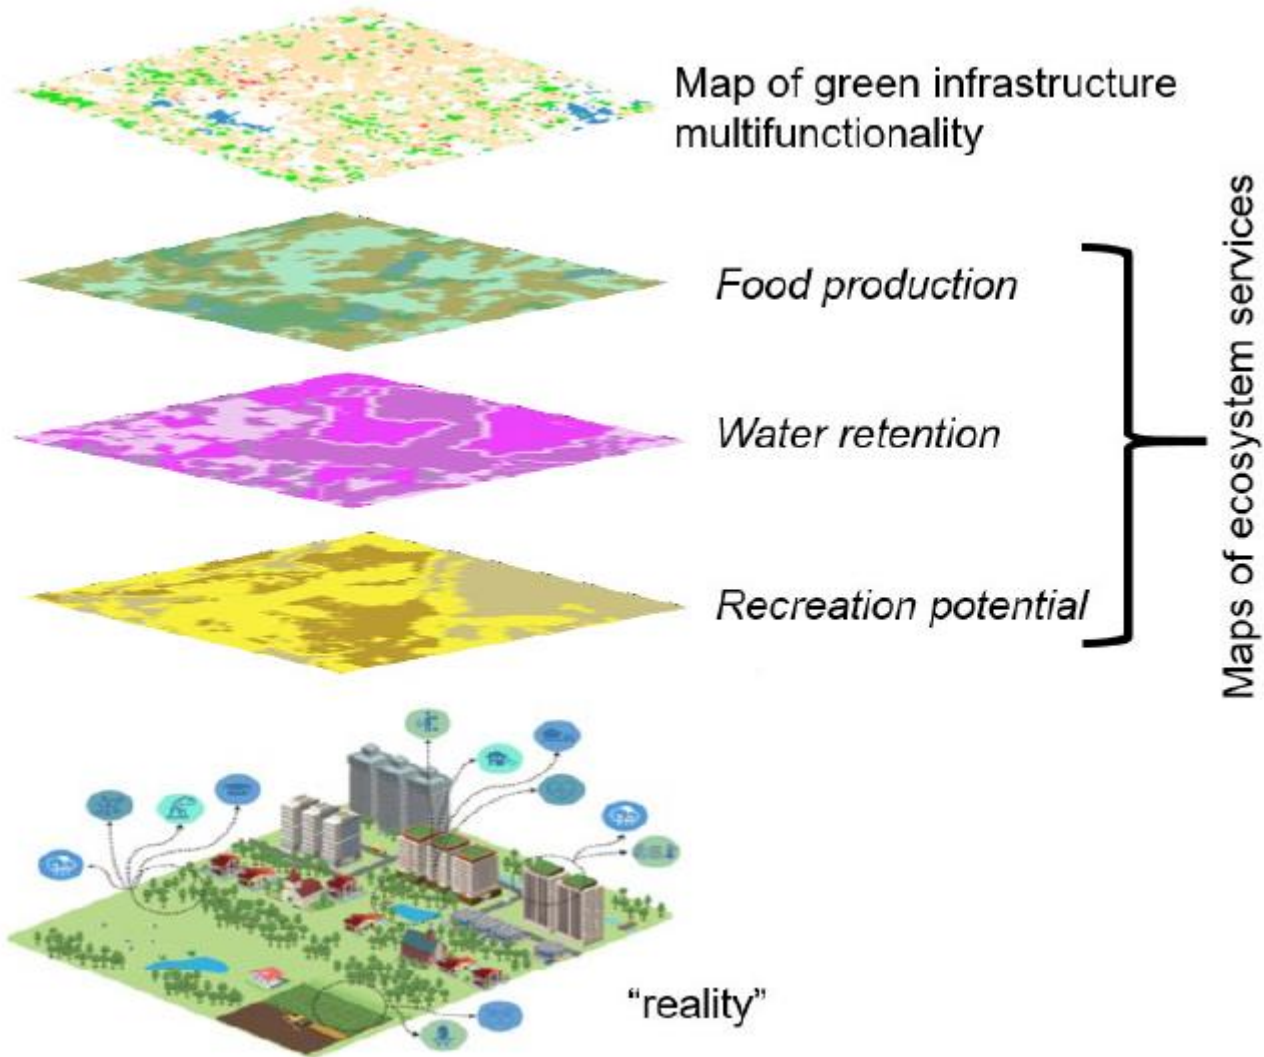 Map of green infrastructure
multifunctionality
Food production
Water retention
Recreation potential
Maps of ecosystem services
“reality”